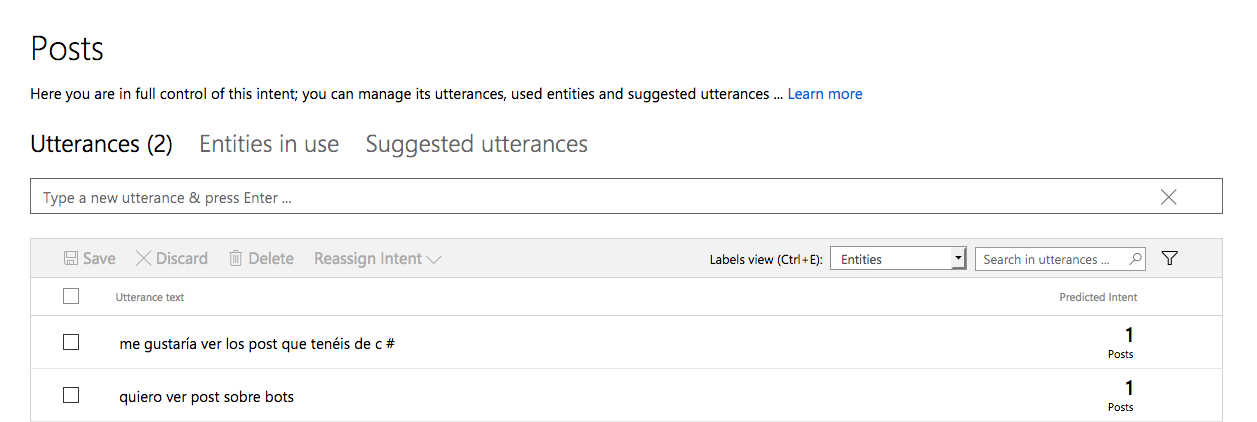 Posts
Here you are in full control of this intent; you can manage its utterances, used entities and suggested utterances ... Learn more
Utterances (2) Entities in use Suggested utterances
Type a new utterance & press Enter ...
Save Discard Delete Reassign Intent Labels view (Ctrl+E): Entities Search in utterances ...
Utterance text Predicted Intent
me gustaría ver los post que tenéis de c # 1
Posts
quiero ver post sobre bots 1
Posts